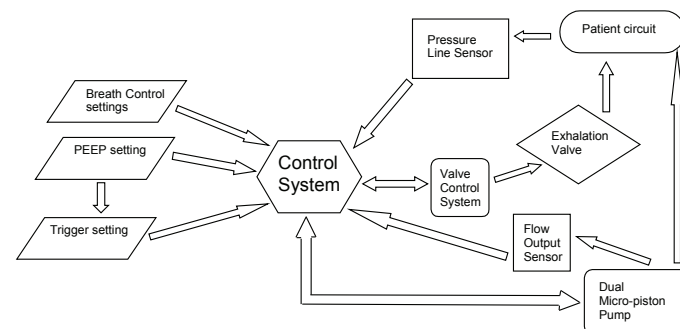 Patient circuit
Pressure
Line Sensor
Breath Control
settings
PEEP setting
Trigger setting
Control
System
Exhalation
Valve
Valve
Control
System
Flow
Output
Sensor
Dual
Micro-piston
Pump